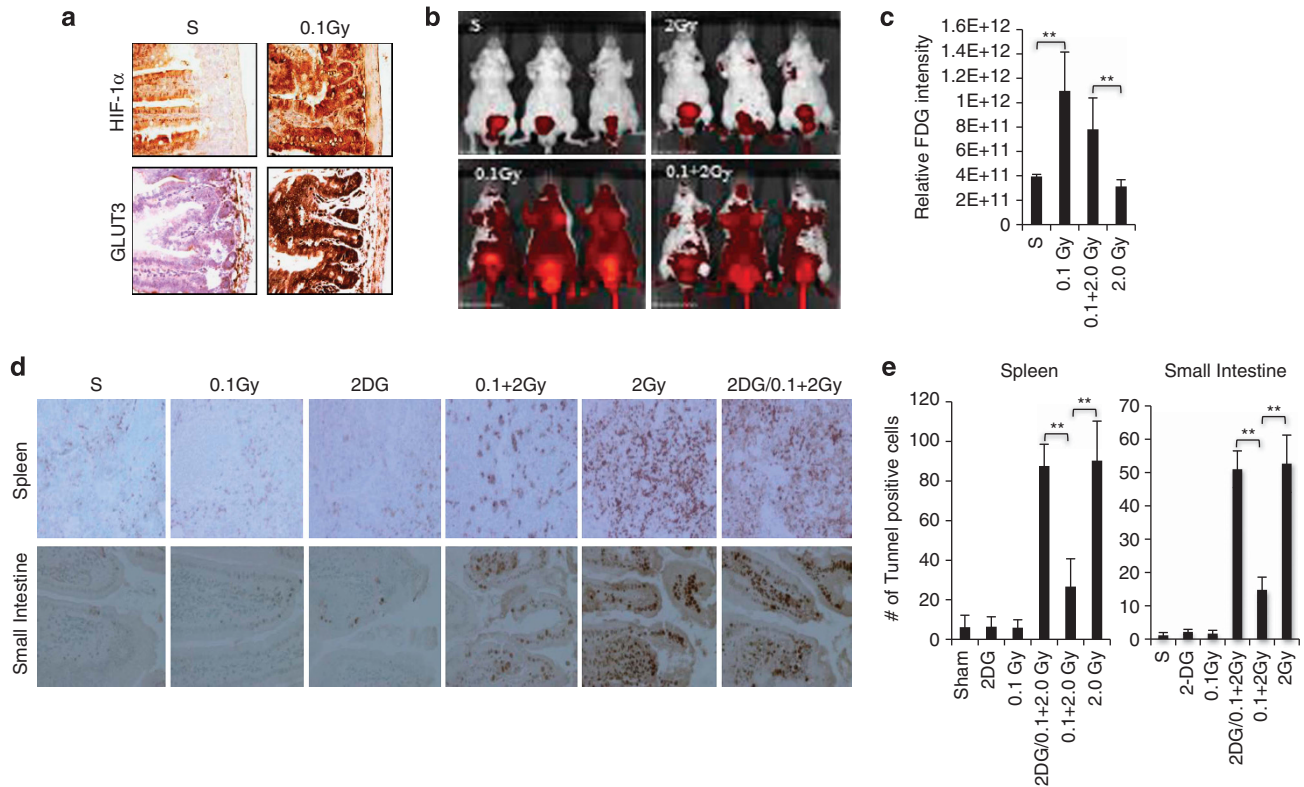 a
S 0.1Gy
HIF-1α
GLUT3
b
S
2Gy
0.1Gy
0.1+2Gy
c
Relative FDG intensity
1.6E+12
1.4E+12
1.2E+12
1E+12
8E+11
6E+11
4E+11
2E+11
0
**
**
S
0.1 Gy
0.1+2.0 Gy
2.0 Gy
d
S 0.1Gy 2DG 0.1+2Gy 2Gy 2DG/0.1+2Gy
Spleen
Small Intestine
e
Spleen
# of Tunnel positive cells
120
100
80
60
40
20
0
**
**
Sham
2DG
0.1 Gy
2DG/0.1+2.0 Gy
0.1+2.0 Gy
2.0 Gy
Small Intestine
70
60
50
40
30
20
10
0
**
**
S
2-DG
0.1Gy
2DG/0.1+2Gy
0.1+2Gy
2Gy